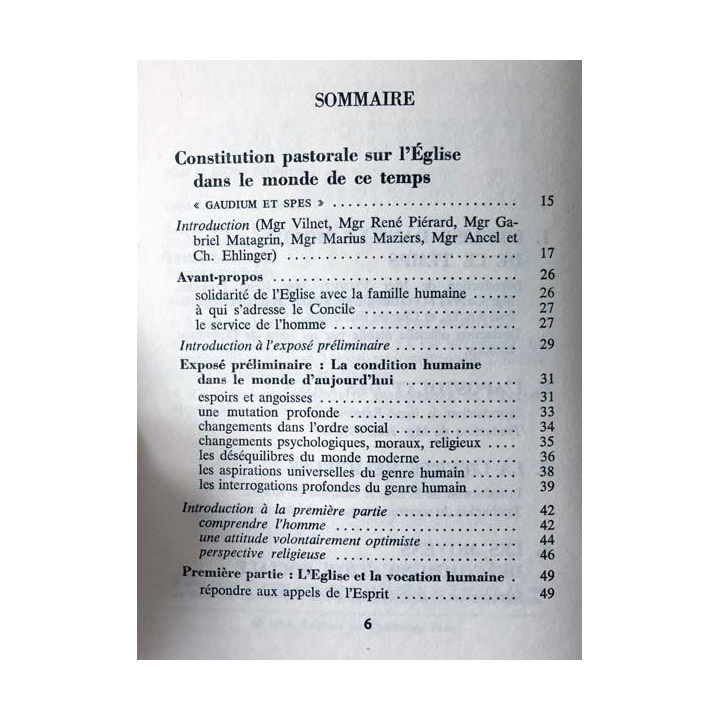 SOMMAIRE
Constitution pastorale sur l'Église
dans le monde de ce temps
« GAUDIUM ET SPES » ........................ 15
Introduction (Mgr Vilnet, Mgr René Piérard, Mgr Ga-
briel Matagrin, Mgr Marius Maziers, Mgr Ancel et
Ch. Ehlinger) .............................. 17
Avant-propos ............................... 26
solidarité de l'Eglise avec la famille humaine ...... 26
à qui s'adresse le Concile .................... 27
le service de l'homme ........................ 27
Introduction à l'exposé préliminaire ................ 29
Exposé préliminaire : La condition humaine
dans le monde d'aujourd'hui ................ 31
espoirs et angoisses .......................... 31
une mutation profonde ........................ 33
changements dans l'ordre social ................ 34
changements psychologiques, moraux, religieux .... 35
les déséquilibres du monde moderne ............ 36
les aspirations universelles du genre humain ...... 38
les interrogations profondes du genre humain ...... 39
Introduction à la première partie ................ 42
comprendre l'homme ........................ 42
une attitude volontairement optimiste ............ 44
perspective religieuse ........................ 46
Première partie : L'Eglise et la vocation humaine . 49
répondre aux appels de l'Esprit ................ 49
6